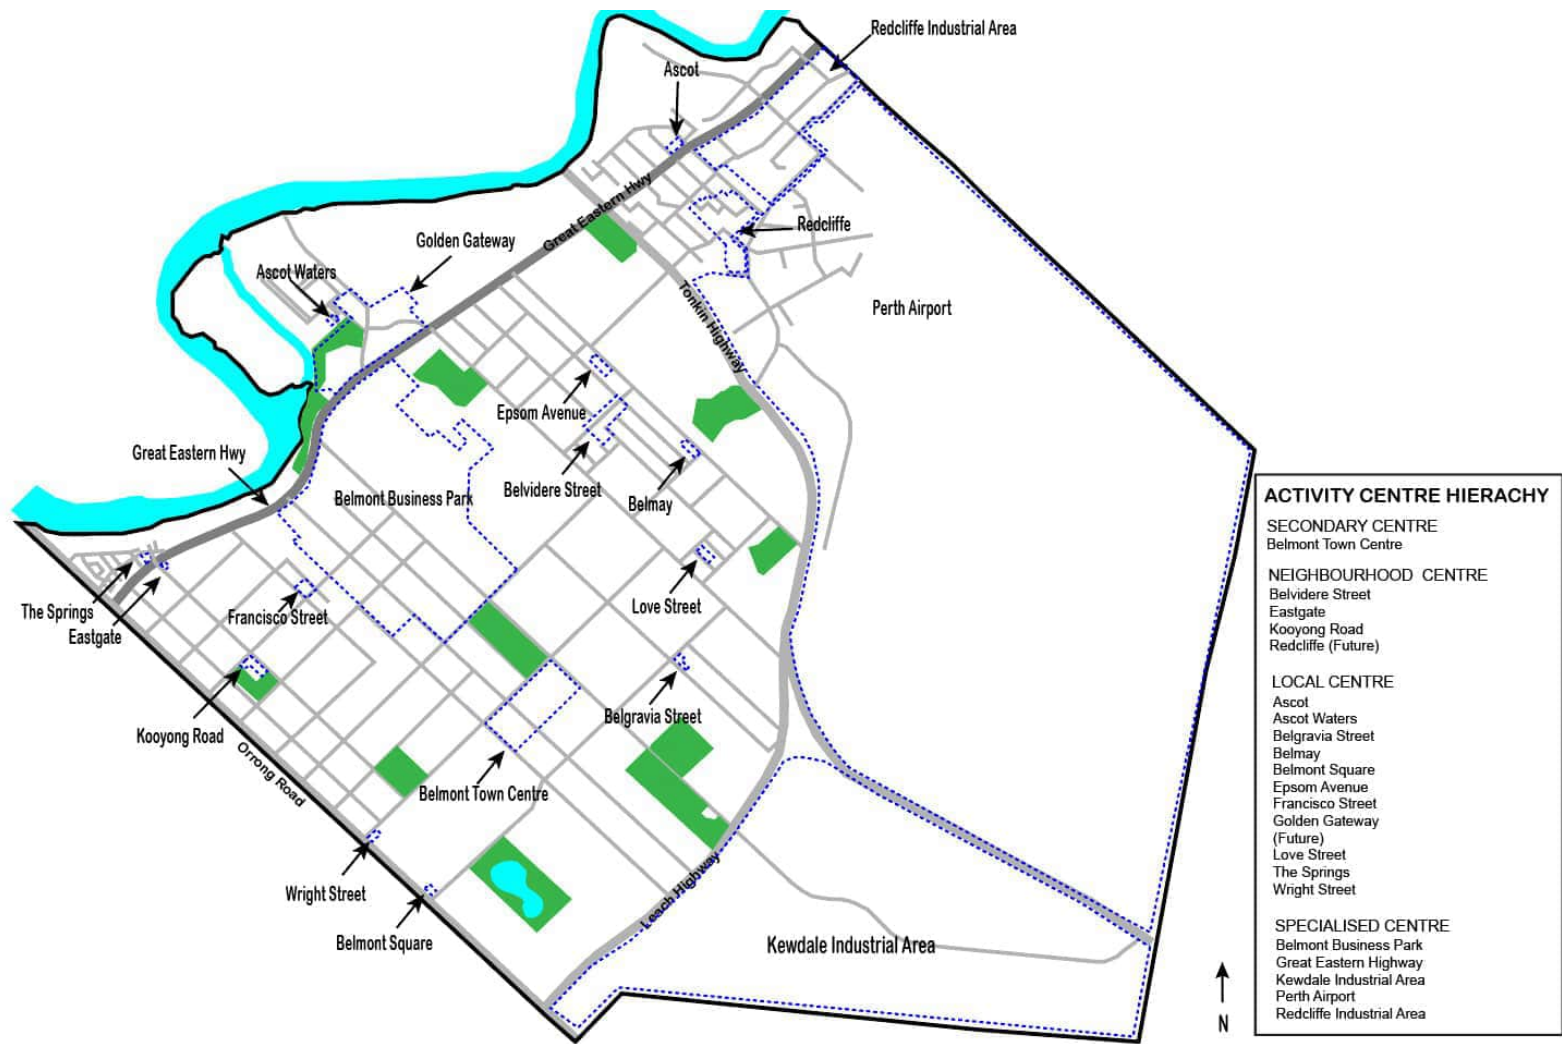 Redcliffe Industrial Area
Ascot
Great Eastern Hwy
Redcliffe
Golden Gateway
Ascot Waters
Tonkin Highway
Perth Airport
Epsom Avenue
Great Eastern Hwy
Belmont Business Park
Belvidere Street
Belmay
The Springs
Eastgate
Francisco Street
Love Street
Kooyong Road
Belgravia Street
Orrong Road
Belmont Town Centre
Wright Street
Belmont Square
Leach Highway
Kewdale Industrial Area
N
ACTIVITY CENTRE HIERACHY
SECONDARY CENTRE
Belmont Town Centre
NEIGHBOURHOOD CENTRE
Belvidere Street
Eastgate
Kooyong Road
Redcliffe (Future)
LOCAL CENTRE
Ascot
Ascot Waters
Belgravia Street
Belmay
Belmont Square
Epsom Avenue
Francisco Street
Golden Gateway
(Future)
Love Street
The Springs
Wright Street
SPECIALISED CENTRE
Belmont Business Park
Great Eastern Highway
Kewdale Industrial Area
Perth Airport
Redcliffe Industrial Area